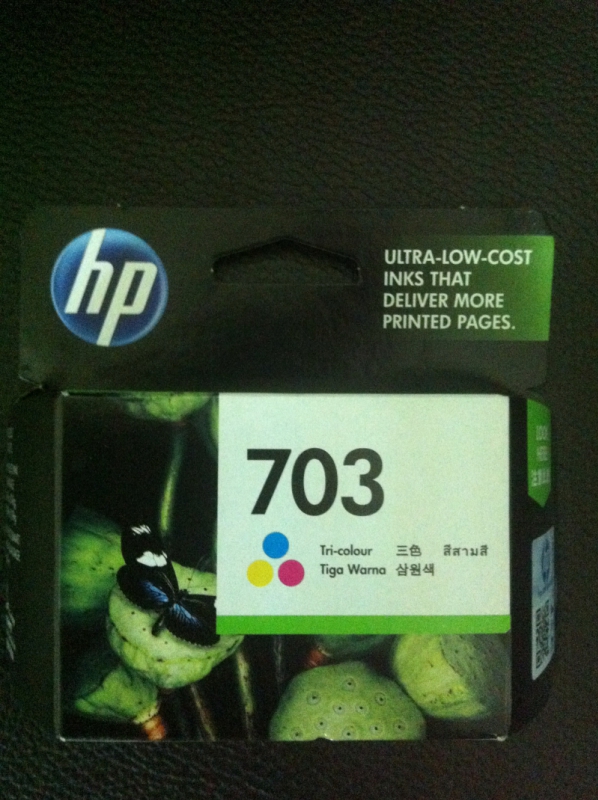 hp
ULTRA-LOW-COST
INKS THAT
DELIVER MORE
PRINTED PAGES.
703
Tri-colour 三色 สีสามสี
Tiga Warna 삼원색